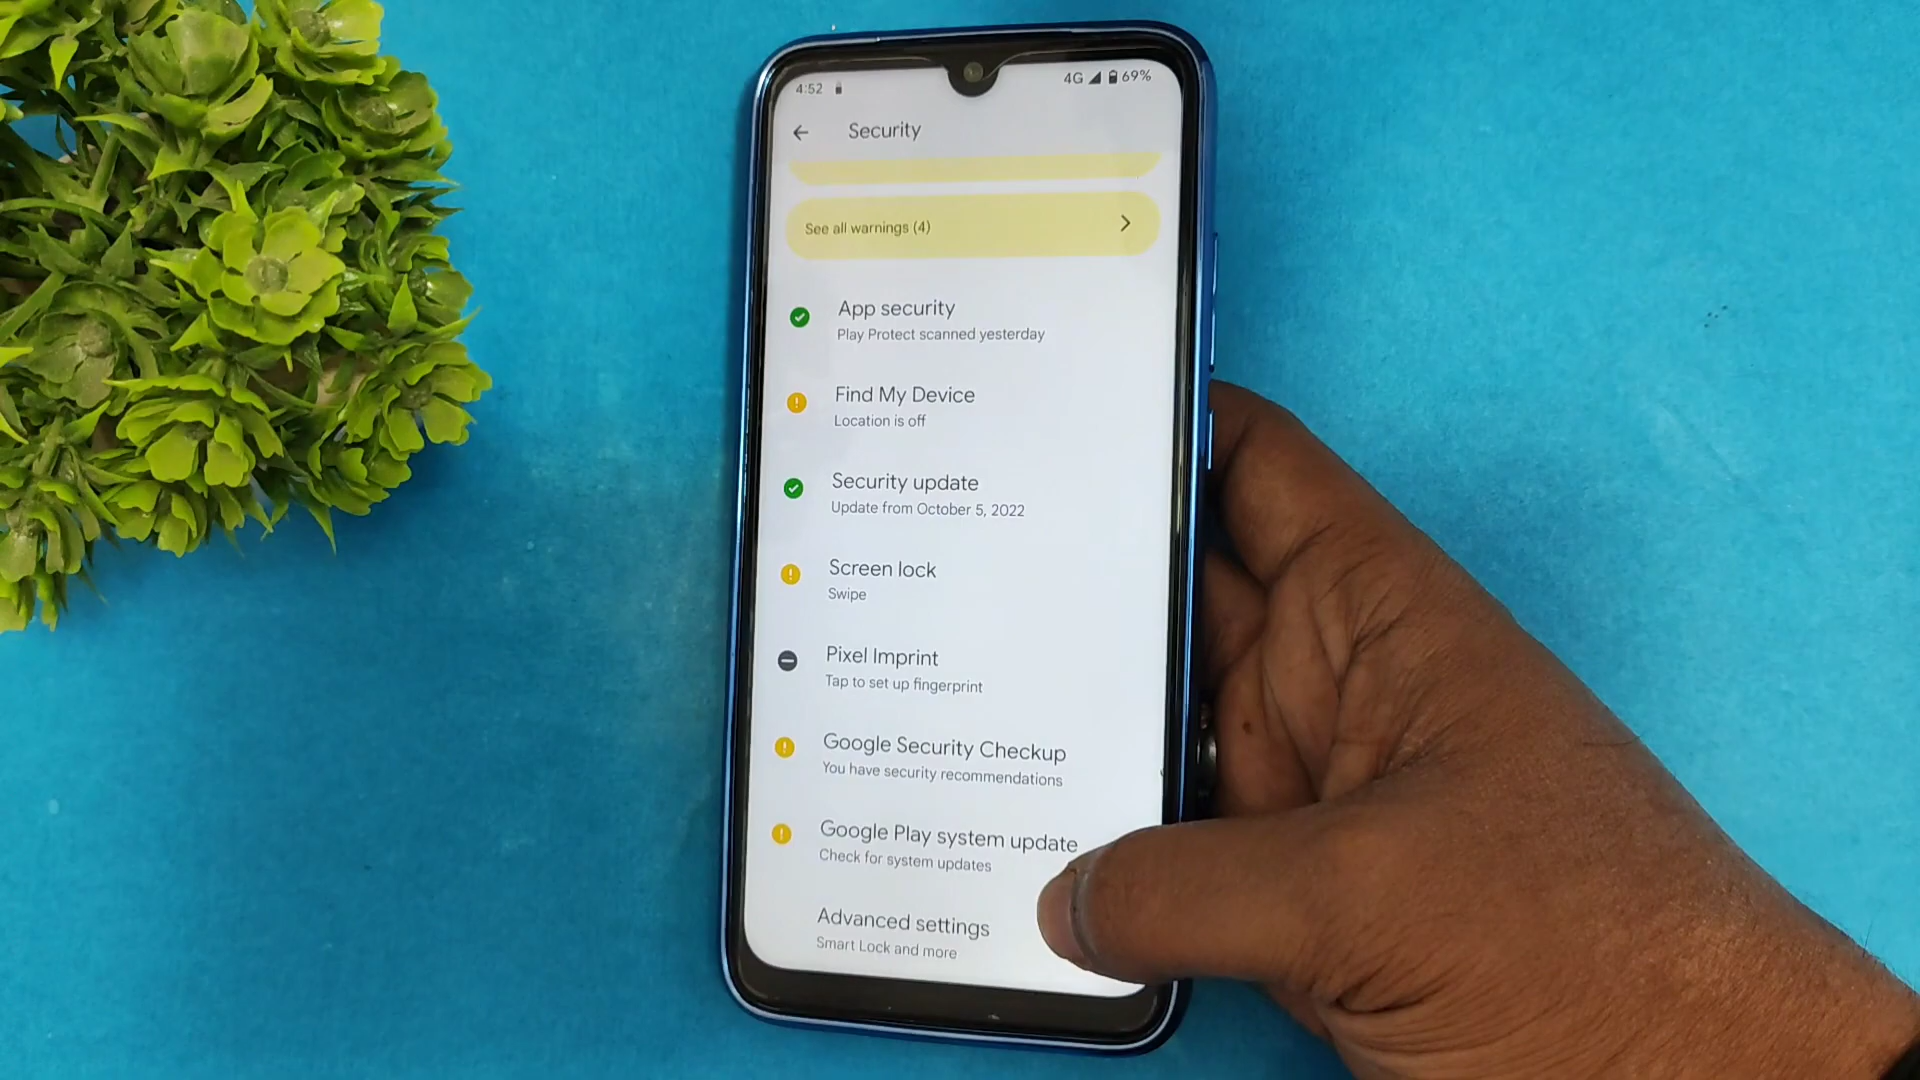 4:52
4G 69%
Security
See all warnings (4)
App security
Play Protect scanned yesterday
Find My Device
Location is off
Security update
Update from October 5, 2022
Screen lock
Swipe
Pixel Imprint
Tap to set up fingerprint
Google Security Checkup
You have security recommendations
Google Play system update
Check for system updates
Advanced settings
Smart Lock and more